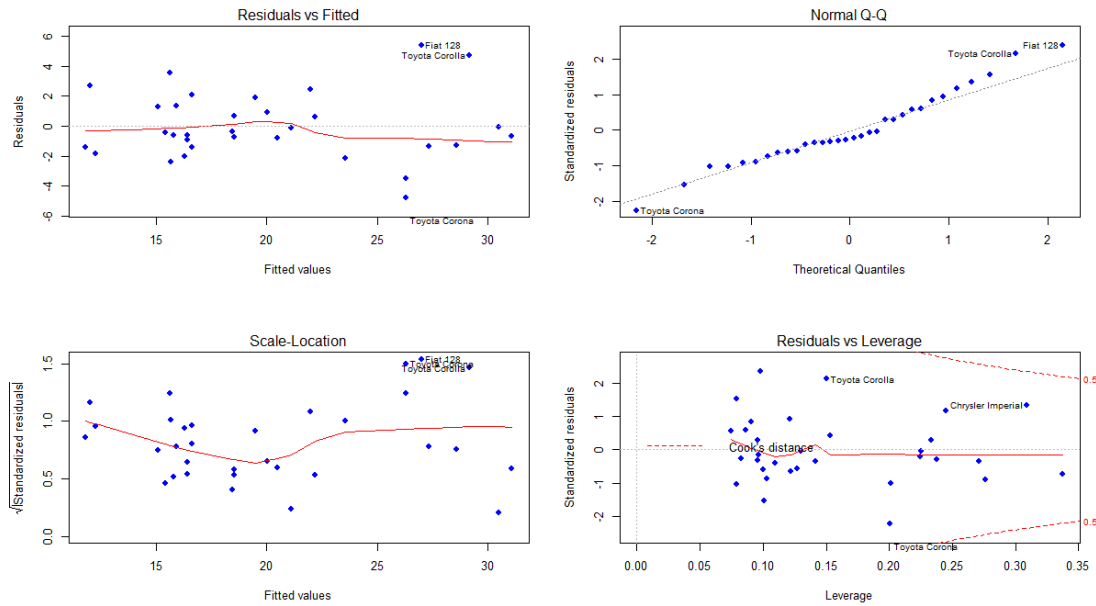 Residuals vs Fitted
Residuals
6
4
2
0
-2
-4
-6
Fiat 128
Toyota Corolla
Toyota Corona
15
20
25
30
Fitted values
Normal Q-Q
Standardized residuals
2
1
0
-1
-2
Fiat 128
Toyota Corolla
Toyota Corona
-2
-1
0
1
2
Theoretical Quantiles
Scale-Location
√|Standardized residuals|
1.5
1.0
0.5
0.0
Fiat 128
Toyota Corona
Toyota Corolla
15
20
25
30
Fitted values
Residuals vs Leverage
Standardized residuals
2
1
0
-1
-2
Toyota Corolla
Chrysler Imperial
Cook's distance
Toyota Corona
0.5
0.5
0.00
0.05
0.10
0.15
0.20
0.25
0.30
0.35
Leverage